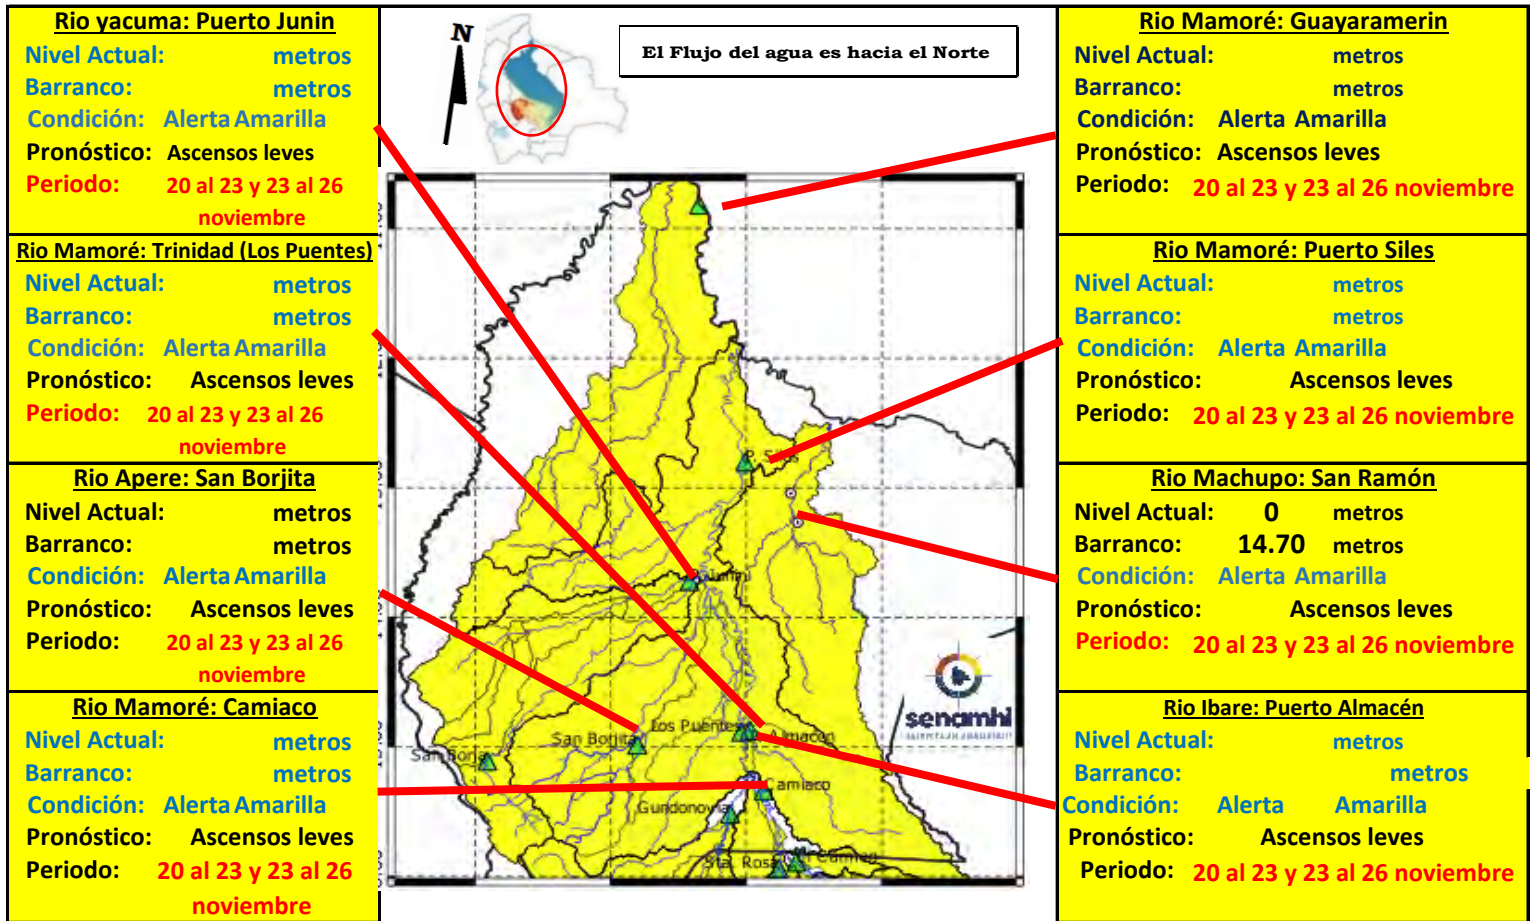 Rio yacuma: Puerto Junin
Nivel Actual: metros
Barranco: metros
Condición: Alerta Amarilla
Pronóstico: Ascensos leves
Periodo: 20 al 23 y 23 al 26
noviembre
Rio Mamoré: Trinidad (Los Puentes)
Nivel Actual: metros
Barranco: metros
Condición: Alerta Amarilla
Pronóstico: Ascensos leves
Periodo: 20 al 23 y 23 al 26
noviembre
Rio Apere: San Borjita
Nivel Actual: metros
Barranco: metros
Condición: Alerta Amarilla
Pronóstico: Ascensos leves
Periodo: 20 al 23 y 23 al 26
noviembre
Rio Mamoré: Camiaco
Nivel Actual: metros
Barranco: metros
Condición: Alerta Amarilla
Pronóstico: Ascensos leves
Periodo: 20 al 23 y 23 al 26
noviembre
N
El Flujo del agua es hacia el Norte
P. Siles
Los Puentes
Almacen
San Borjita
San Borja
Camiaco
Gundonovia
Sta. Rosa
Carmen
senamhi
Rio Mamoré: Guayaramerin
Nivel Actual: metros
Barranco: metros
Condición: Alerta Amarilla
Pronóstico: Ascensos leves
Periodo: 20 al 23 y 23 al 26 noviembre
Rio Mamoré: Puerto Siles
Nivel Actual: metros
Barranco: metros
Condición: Alerta Amarilla
Pronóstico: Ascensos leves
Periodo: 20 al 23 y 23 al 26 noviembre
Rio Machupo: San Ramón
Nivel Actual: 0 metros
Barranco: 14.70 metros
Condición: Alerta Amarilla
Pronóstico: Ascensos leves
Periodo: 20 al 23 y 23 al 26 noviembre
Rio Ibare: Puerto Almacén
Nivel Actual: metros
Barranco: metros
Condición: Alerta Amarilla
Pronóstico: Ascensos leves
Periodo: 20 al 23 y 23 al 26 noviembre